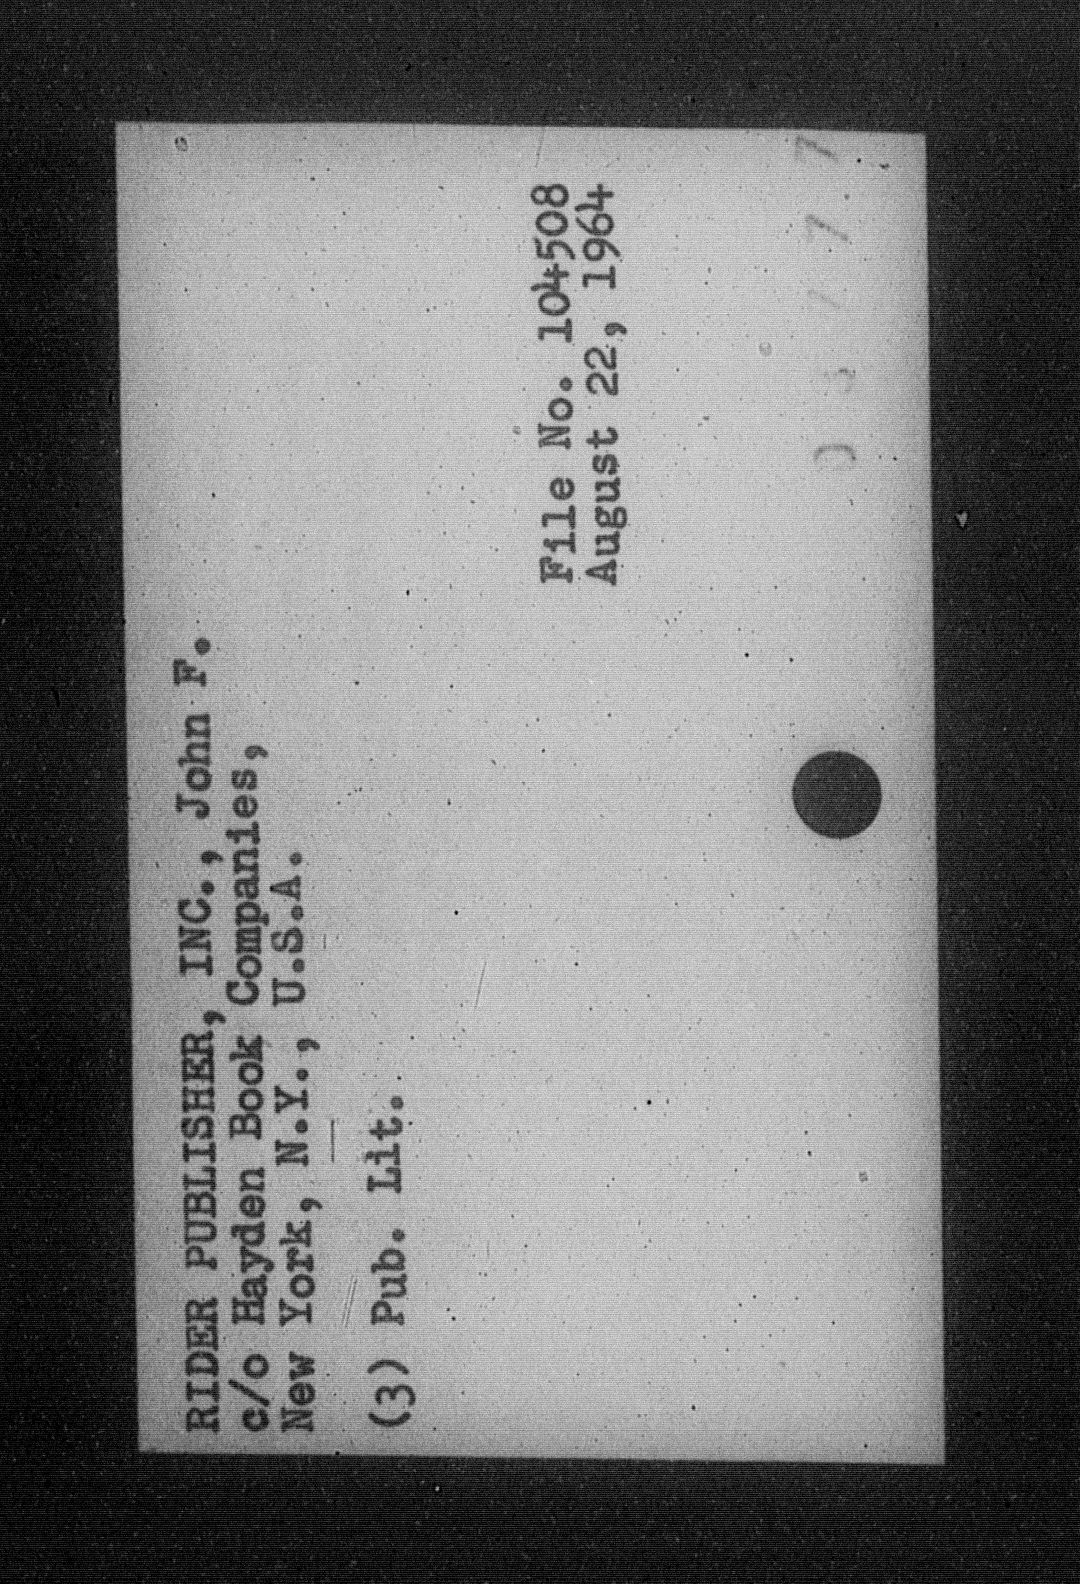 RIDER PUBLISHER, INC., John F.
c/o Hayden Book Companies,
New York, N.Y., U.S.A.
(3) Pub. Lit.
File No. 104508
August 22, 1964